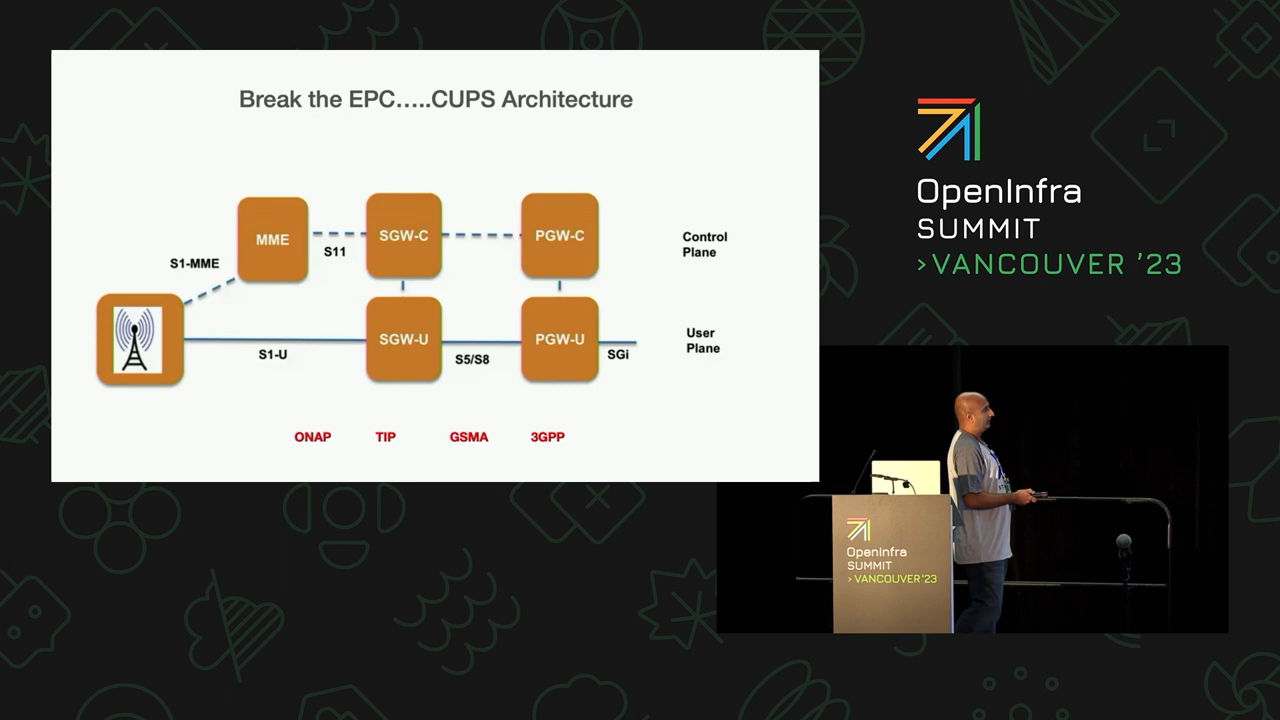 Break the EPC.....CUPS Architecture
MME
SGW-C
PGW-C
S11
S1-MME
Control
Plane
SGW-U
PGW-U
S1-U
S5/S8
SGi
User
Plane
ONAP
TIP
GSMA
3GPP
OpenInfra
SUMMIT
>VANCOUVER '23
OpenInfra
SUMMIT
> VANCOUVER '23